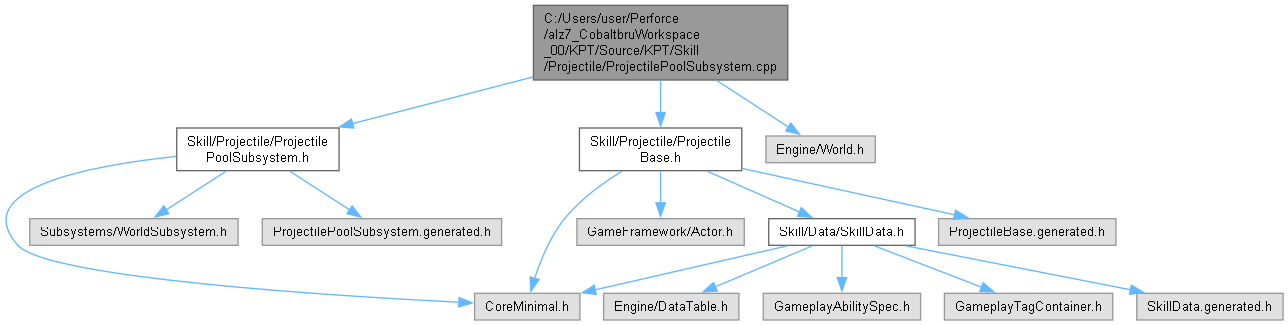 C:/Users/user/Perforce
/alz7_CobaltbruWorkspace
_00/KPT/Source/KPT/Skill
/Projectile/ProjectilePoolSubsystem.cpp
Skill/Projectile/Projectile
PoolSubsystem.h
Skill/Projectile/Projectile
Base.h
Engine/World.h
Systems/WorldSubsystem.h
ProjectilePoolSubsystem.generated.h
GameFramework/Actor.h
Skill/Data/SkillData.h
ProjectileBase.generated.h
CoreMinimal.h
Engine/DataTable.h
GameplayAbilitySpec.h
GameplayTagContainer.h
SkillData.generated.h